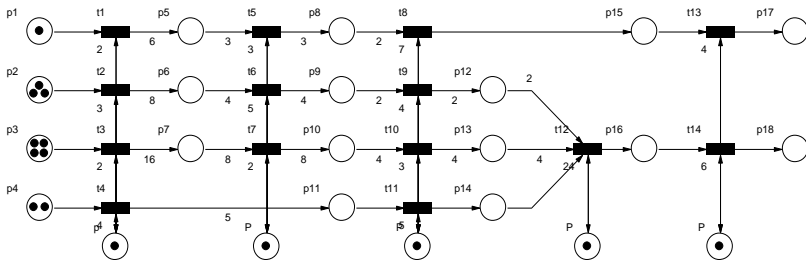 p1 t1 p5 t5 p8 t8 p15 t13 p17
2 6 3 3 3 2 7 4
p2 t2 p6 t6 p9 t9 p12 2
3 8 4 5 4 2 4 2
p3 t3 p7 t7 p10 t10 p13 t12 p16 t14 p18
2 16 8 2 8 4 3 4 4 24 6
p4 t4 p11 t11 p14
4 5 5
p P P P P